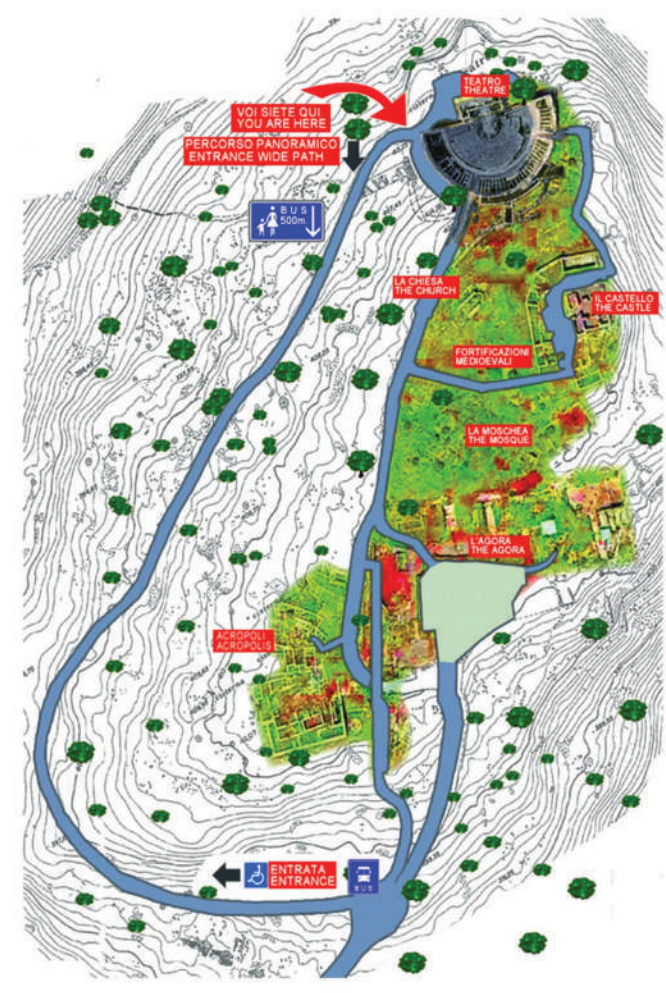 TEATRO
THEATRE
VOI SIETE QUI
YOU ARE HERE
PERCORSO PANORAMICO
ENTRANCE WIDE PATH
BUS
500m.
LA CHIESA
THE CHURCH
IL CASTELLO
THE CASTLE
FORTIFICAZIONI
MEDIOEVALI
LA MOSCHEA
THE MOSQUE
L'AGORA
THE AGORA
ACROPOLI
ACROPOLIS
ENTRATA
ENTRANCE
BUS